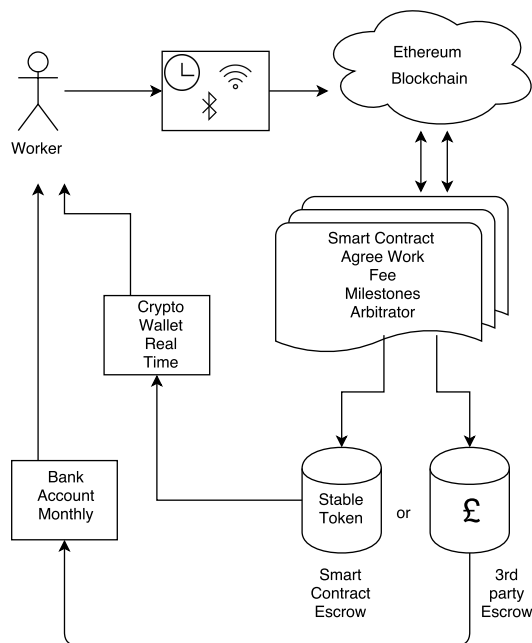 Ethereum
Blockchain
Worker
Smart Contract
Agree Work
Fee
Milestones
Arbitrator
Crypto
Wallet
Real
Time
Bank
Account
Monthly
Stable
Token
or
£
Smart
Contract
Escrow
3rd
party
Escrow